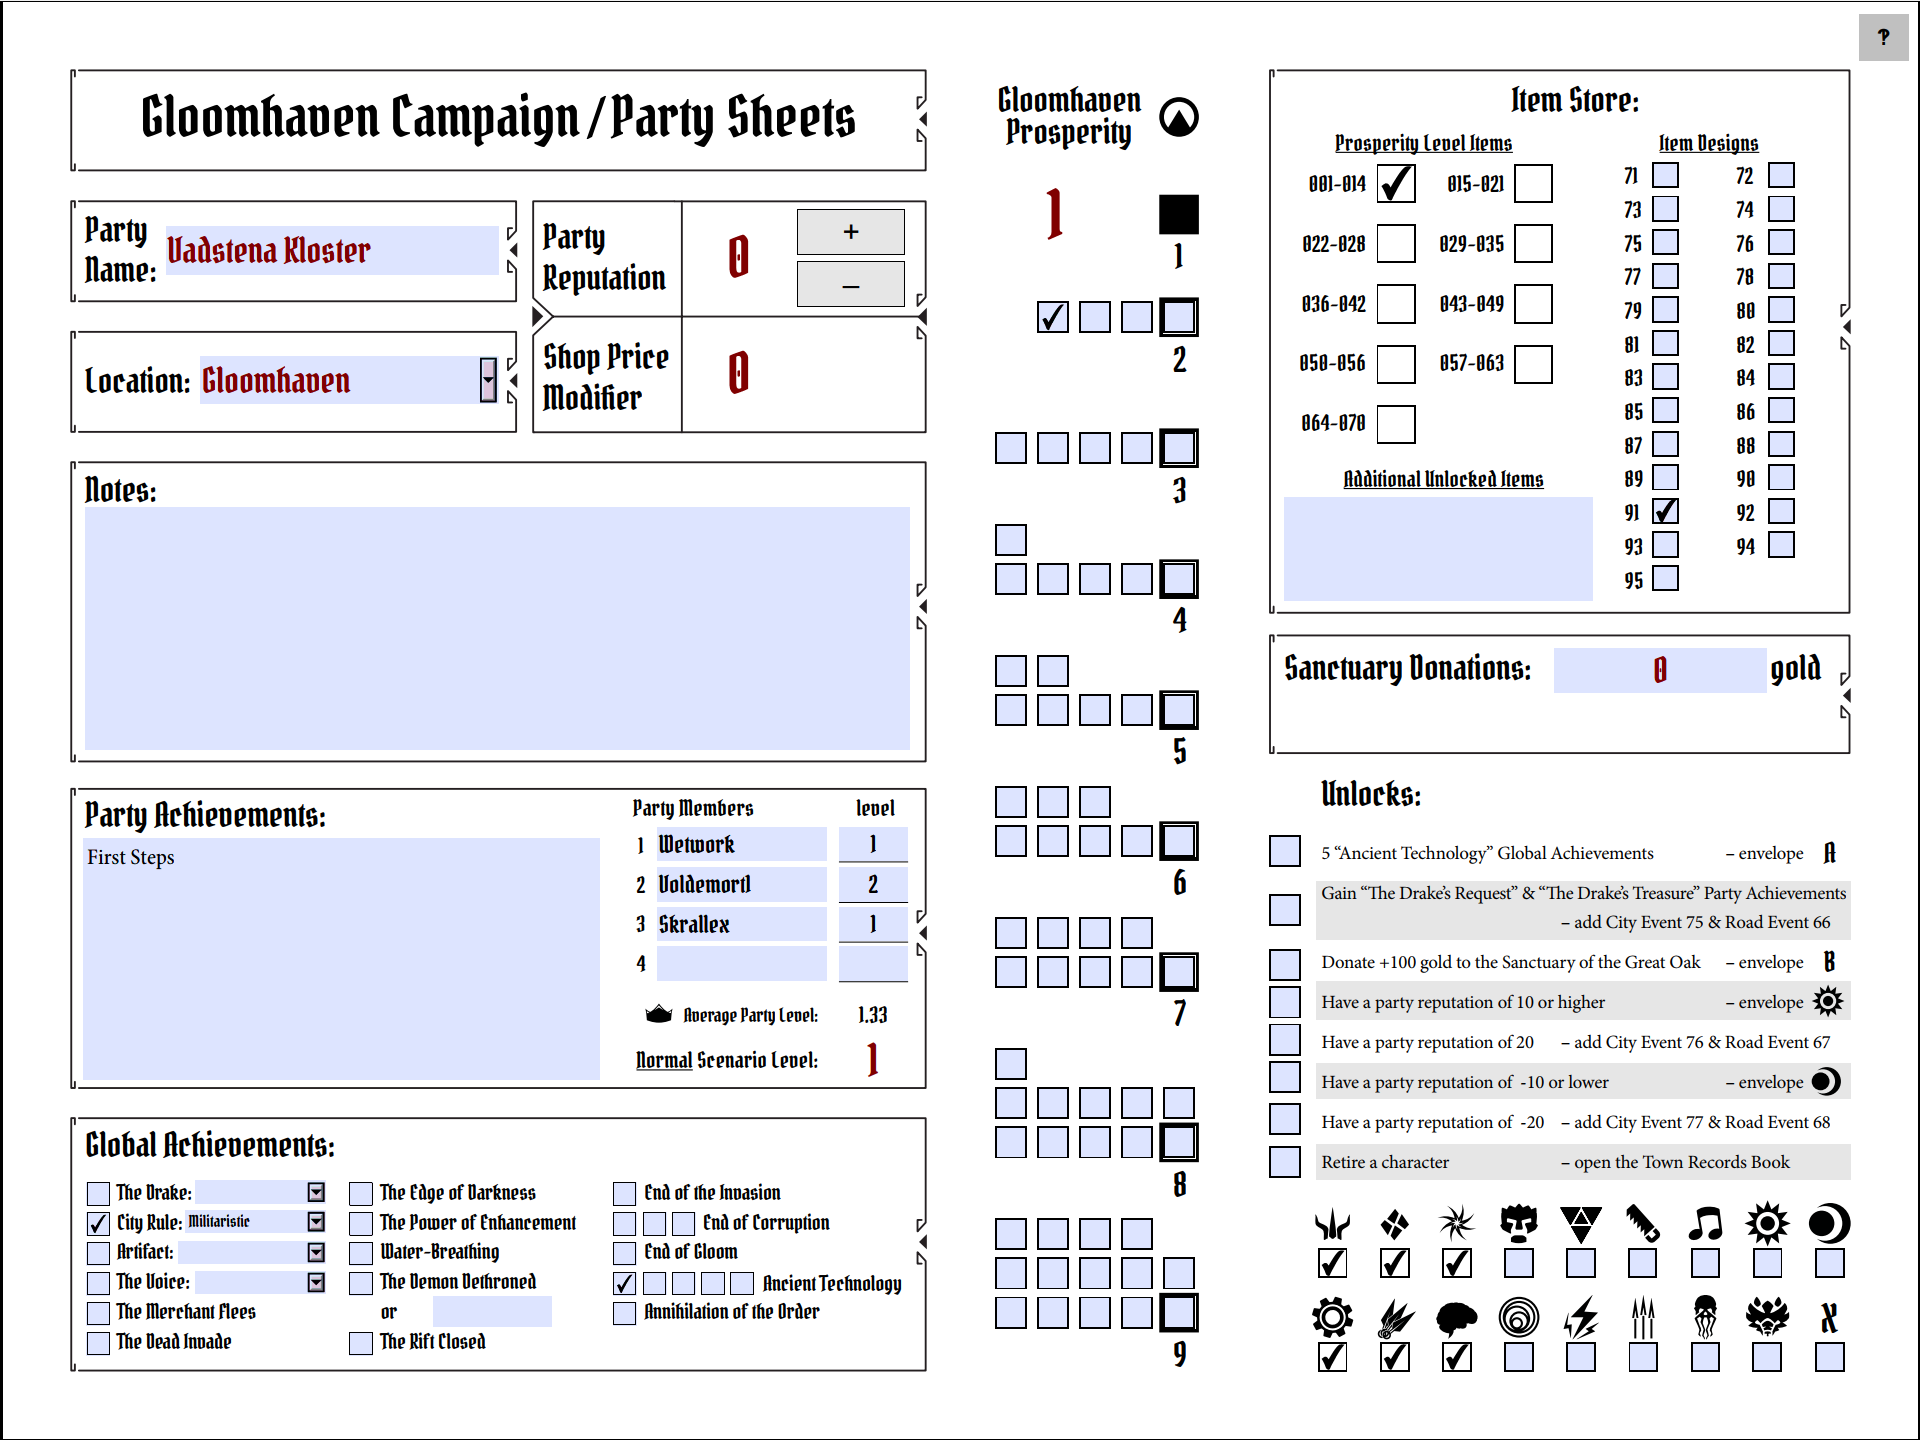 ?
Gloomhaven Campaign / Party Sheets
Party Name: Vadstena Kloster
Location: Gloomhaven
Party Reputation 0 + –
Shop Price Modifier 0
Notes:
Party Achievements:
First Steps
Party Members level
1 Wetwork 1
2 Voldemortl 2
3 Skrallex 1
4
Average Party Level: 1.33
Normal Scenario Level: 1
Global Achievements:
The Drake:
City Rule: Militaristic
Artifact:
The Voice:
The Merchant Flees
The Dead Invade
The Edge of Darkness
The Power of Enhancement
Water-Breathing
The Demon Dethroned
or
The Rift Closed
End of the Invasion
End of Corruption
End of Gloom
Ancient Technology
Annihilation of the Order
Gloomhaven
Prosperity
1
1
2
3
4
5
6
7
8
9
Item Store:
Prosperity Level Items
001-014 015-021
022-028 029-035
036-042 043-049
050-056 057-063
064-070
Additional Unlocked Items
Item Designs
71 72
73 74
75 76
77 78
79 80
81 82
83 84
85 86
87 88
89 90
91 92
93 94
95
Sanctuary Donations: 0 gold
Unlocks:
5 “Ancient Technology” Global Achievements – envelope A
Gain “The Drake’s Request” & “The Drake’s Treasure” Party Achievements
– add City Event 75 & Road Event 66
Donate +100 gold to the Sanctuary of the Great Oak – envelope B
Have a party reputation of 10 or higher – envelope
Have a party reputation of 20 – add City Event 76 & Road Event 67
Have a party reputation of -10 or lower – envelope
Have a party reputation of -20 – add City Event 77 & Road Event 68
Retire a character – open the Town Records Book
X